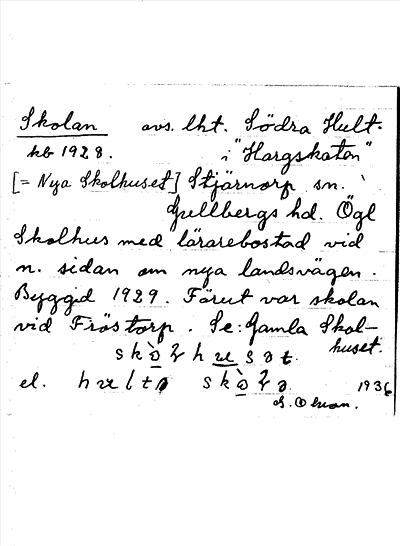 Skolan avs. lht. Södra Hult.
kb 1928. i "Hargskaten"
[= Nya Skolhuset] Stjärnorp sn.
Gullbergs hd. Ögl
Skolhus med lärarebostad vid
n. sidan om nya landsvägen.
Byggd 1929. Förut var skolan
vid Fröstorp. Se: Gamla Skol-
huset.
el.
1936